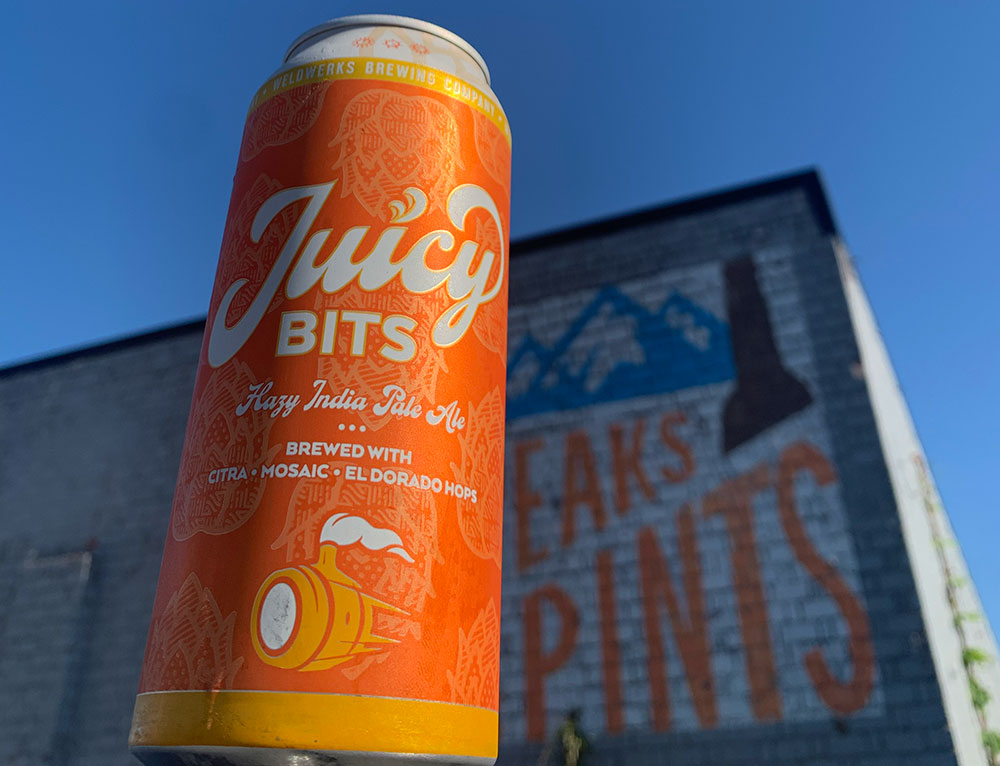 • WELDWERKS BREWING COMPANY •
Juicy
BITS
Hazy India Pale Ale
BREWED WITH
CITRA • MOSAIC • EL DORADO HOPS
EAKS
PINTS